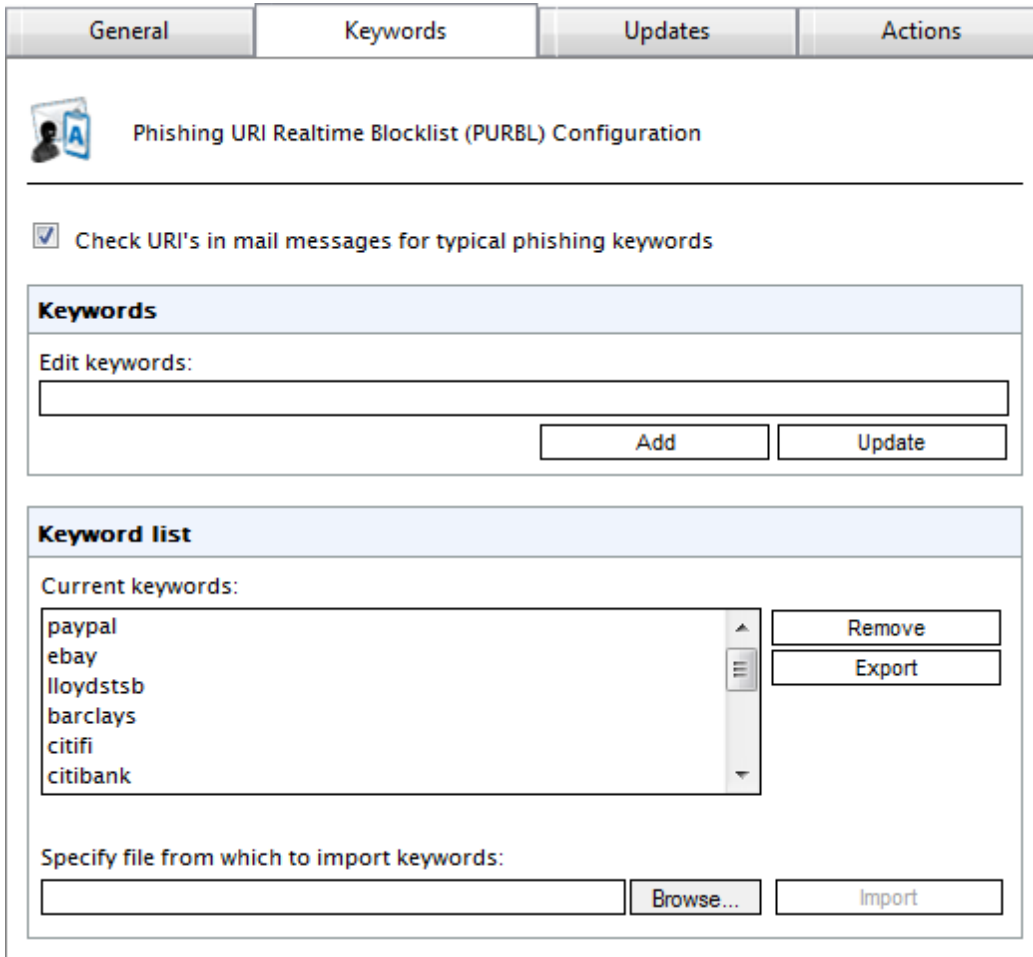 General Keywords Updates Actions
Phishing URI Realtime Blocklist (PURBL) Configuration
Check URI's in mail messages for typical phishing keywords
Keywords
Edit keywords:
Add Update
Keyword list
Current keywords:
paypal
ebay
lloydstsb
barclays
citifi
citibank
Remove
Export
Specify file from which to import keywords:
Browse... Import